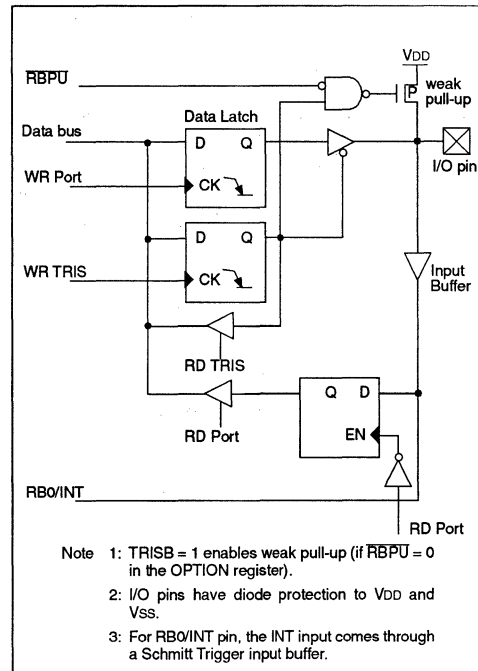 VDD
RBPU
P
weak
pull-up
Data bus
Data Latch
D Q
I/O pin
WR Port
CK
D Q
Input
Buffer
WR TRIS
CK
RD TRIS
Q D
RD Port
EN
RB0/INT
RD Port
Note 1: TRISB = 1 enables weak pull-up (if RBPU = 0
in the OPTION register).
2: I/O pins have diode protection to VDD and
VSS.
3: For RB0/INT pin, the INT input comes through
a Schmitt Trigger input buffer.